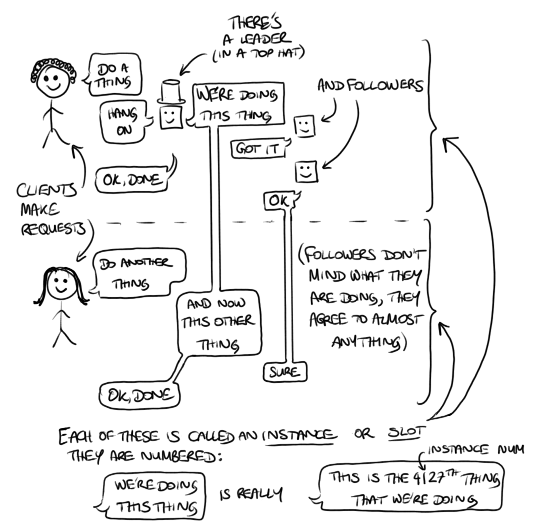 THERE'S
A LEADER
(IN A TOP HAT)
DO A
THING
HANG
ON
WE'RE DOING
THIS THING
AND FOLLOWERS
GOT IT
OK, DONE
OK
CLIENTS
MAKE
REQUESTS
DO ANOTHER
THING
(FOLLOWERS DON'T
MIND WHAT THEY
ARE DOING, THEY
AGREE TO ALMOST
ANYTHING)
AND NOW
THIS OTHER
THING
SURE
OK, DONE
EACH OF THESE IS CALLED AN INSTANCE OR SLOT
THEY ARE NUMBERED:
INSTANCE NUM
WE'RE DOING
THIS THING
IS REALLY
THIS IS THE 4127TH THING
THAT WE'RE DOING